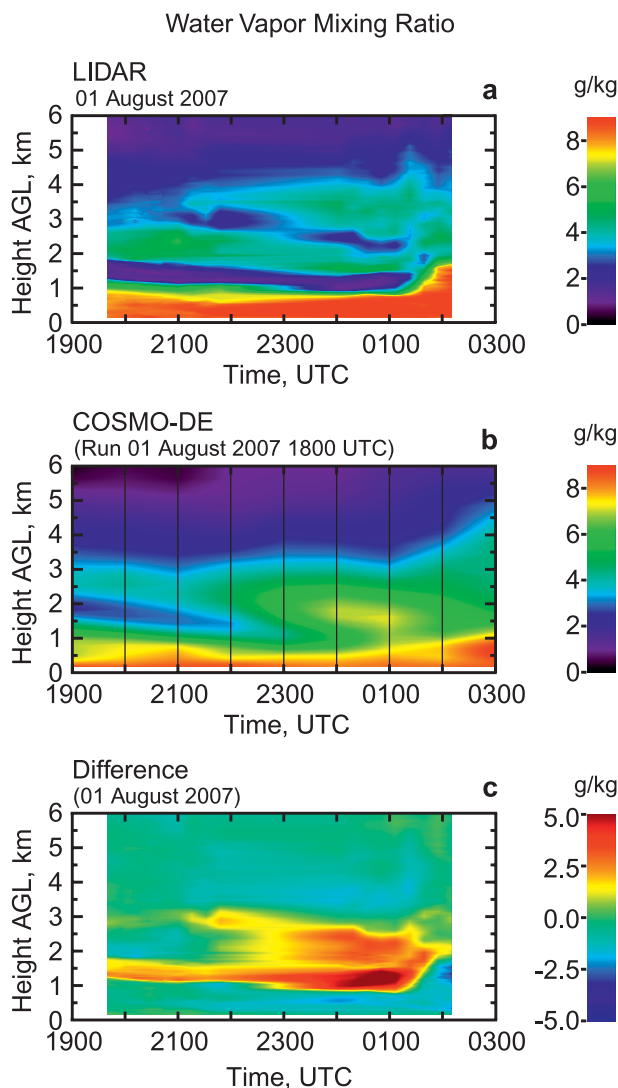 Water Vapor Mixing Ratio
LIDAR
01 August 2007
a
g/kg
6
5
4
3
2
1
0
Height AGL, km
8
6
4
2
0
1900 2100 2300 0100 0300
Time, UTC
COSMO-DE
(Run 01 August 2007 1800 UTC)
b
g/kg
6
5
4
3
2
1
0
Height AGL, km
8
6
4
2
0
1900 2100 2300 0100 0300
Time, UTC
Difference
(01 August 2007)
c
g/kg
6
5
4
3
2
1
0
Height AGL, km
5.0
2.5
0.0
-2.5
-5.0
1900 2100 2300 0100 0300
Time, UTC